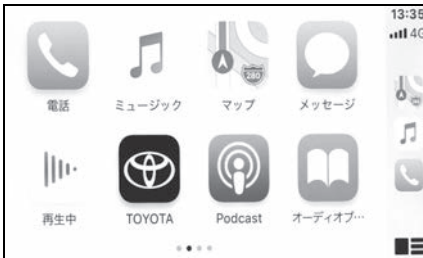 13:35
4G
電話
ミュージック
マップ
280
メッセージ
再生中
TOYOTA
Podcast
オーディオブ…